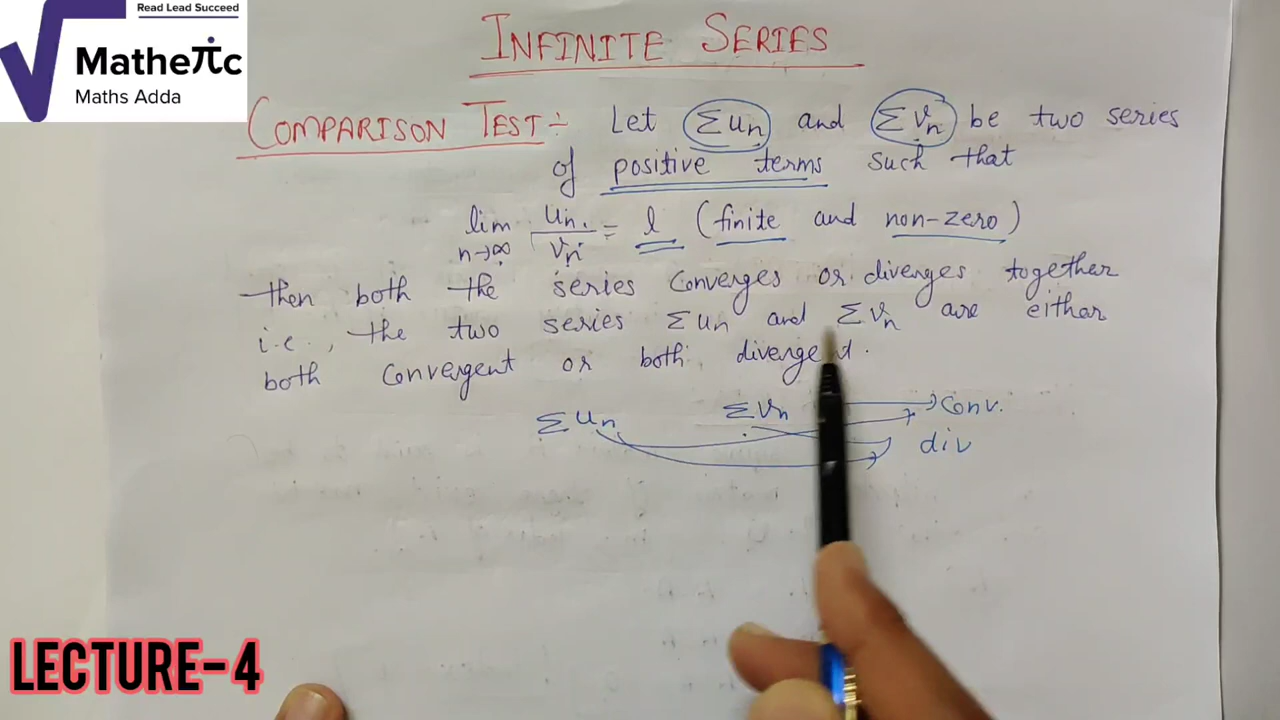 Read Lead Succeed
Matheπc
Maths Adda
INFINITE SERIES
COMPARISON TEST:- Let Σun and Σvn be two series
of positive terms such that
lim n→∞ un/vn = l (finite and non-zero)
then both the series converges or diverges together
i.e., the two series Σun and Σvn are either
both convergent or both divergent.
Σun Σvn conv.
div
LECTURE-4